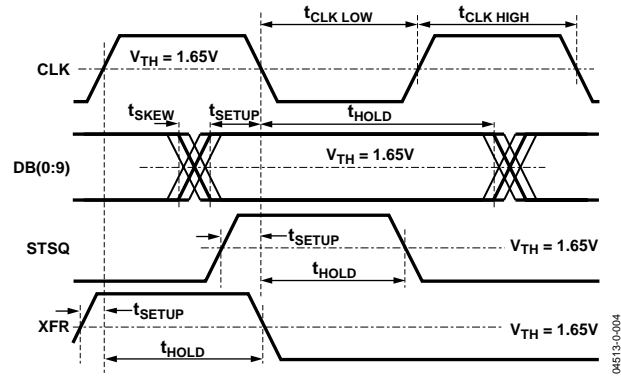 tCLK LOW
tCLK HIGH
CLK
VTH = 1.65V
tSKEW
tSETUP
tHOLD
DB(0:9)
VTH = 1.65V
STSQ
tSETUP
VTH = 1.65V
tHOLD
XFR
tSETUP
VTH = 1.65V
tHOLD
04513-0-004